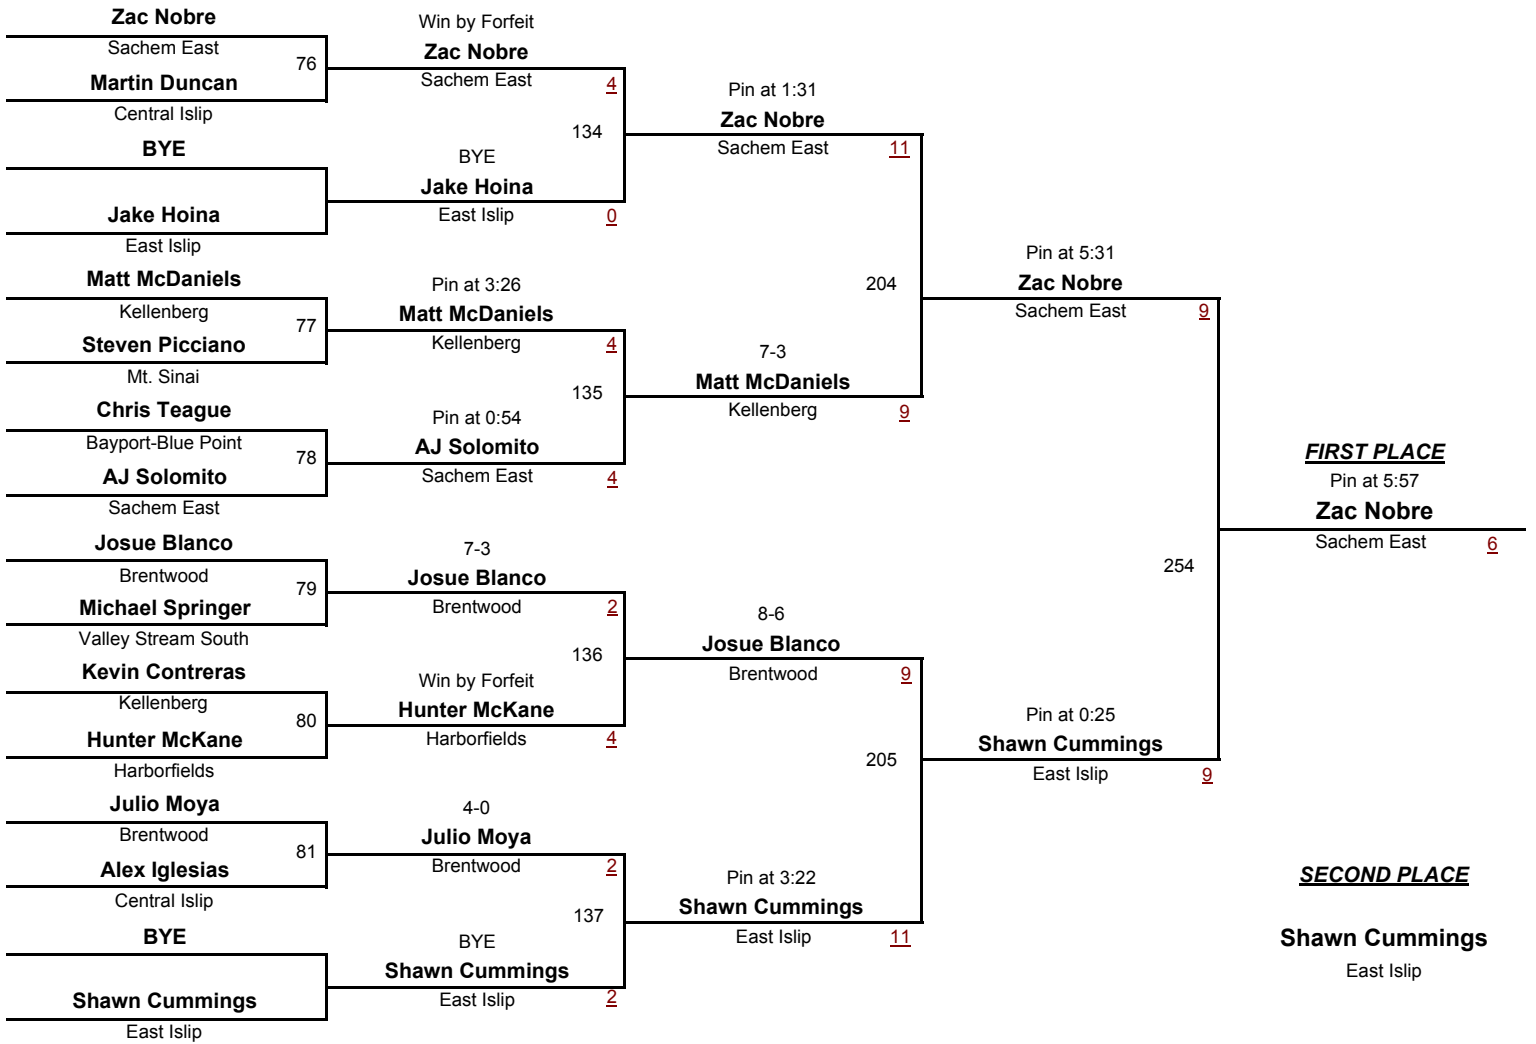 Zac Nobre
Sachem East
76
Martin Duncan
Central Islip
BYE
Jake Hoina
East Islip
Matt McDaniels
Kellenberg
77
Steven Picciano
Mt. Sinai
Chris Teague
Bayport-Blue Point
78
AJ Solomito
Sachem East
Josue Blanco
Brentwood
79
Michael Springer
Valley Stream South
Kevin Contreras
Kellenberg
80
Hunter McKane
Harborfields
Julio Moya
Brentwood
81
Alex Iglesias
Central Islip
BYE
Shawn Cummings
East Islip
Win by Forfeit
Zac Nobre
Sachem East 4
134
BYE
Jake Hoina
East Islip 0
Pin at 3:26
Matt McDaniels
Kellenberg 4
135
Pin at 0:54
AJ Solomito
Sachem East 4
7-3
Josue Blanco
Brentwood 2
136
Win by Forfeit
Hunter McKane
Harborfields 4
4-0
Julio Moya
Brentwood 2
137
BYE
Shawn Cummings
East Islip 2
Pin at 1:31
Zac Nobre
Sachem East 11
204
7-3
Matt McDaniels
Kellenberg 9
8-6
Josue Blanco
Brentwood 9
205
Pin at 3:22
Shawn Cummings
East Islip 11
Pin at 5:31
Zac Nobre
Sachem East 9
254
Pin at 0:25
Shawn Cummings
East Islip 9
FIRST PLACE
Pin at 5:57
Zac Nobre
Sachem East 6
SECOND PLACE
Shawn Cummings
East Islip